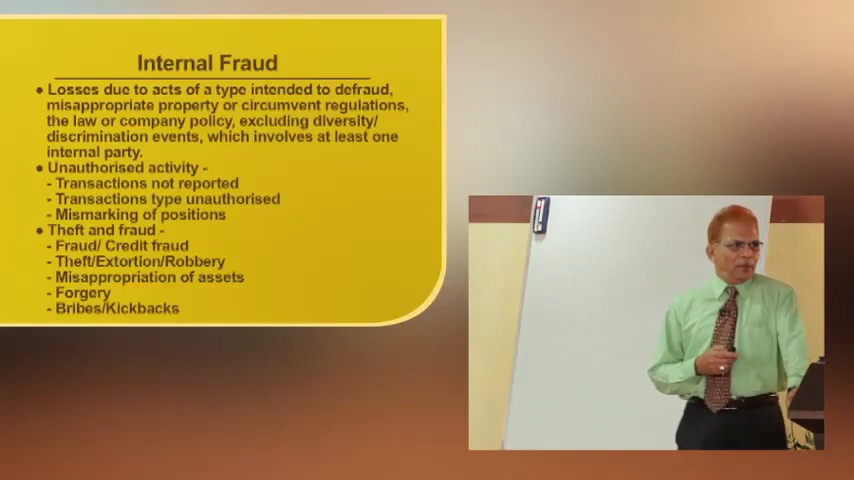 Internal Fraud
● Losses due to acts of a type intended to defraud,
misappropriate property or circumvent regulations,
the law or company policy, excluding diversity/
discrimination events, which involves at least one
internal party.
● Unauthorised activity -
- Transactions not reported
- Transactions type unauthorised
- Mismarking of positions
● Theft and fraud -
- Fraud/ Credit fraud
- Theft/Extortion/Robbery
- Misappropriation of assets
- Forgery
- Bribes/Kickbacks